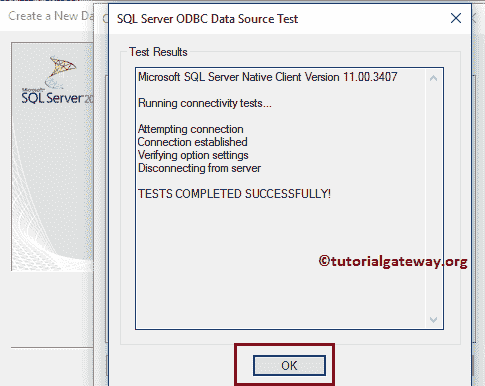 Create a New Da
SQL Server ODBC Data Source Test
Test Results
Microsoft SQL Server Native Client Version 11.00.3407
Running connectivity tests...
Attempting connection
Connection established
Verifying option settings
Disconnecting from server
TESTS COMPLETED SUCCESSFULLY!
Microsoft
SQL Server 20
©tutorialgateway.org
OK